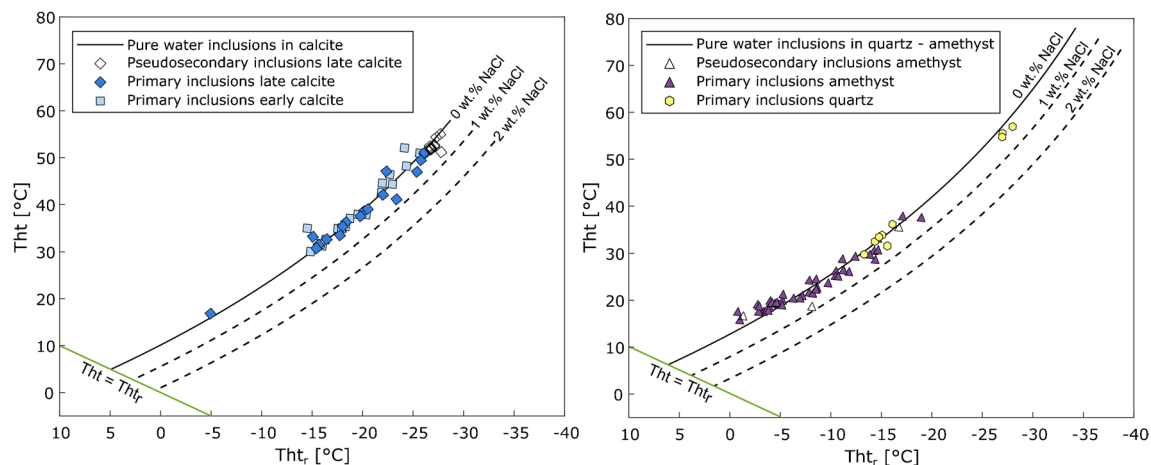 80
70
60
50
40
30
20
10
0
Tht [°C]
Pure water inclusions in calcite
Pseudosecondary inclusions late calcite
Primary inclusions late calcite
Primary inclusions early calcite
0 wt.% NaCl
1 wt.% NaCl
2 wt.% NaCl
Tht = Thtr
10 5 0 -5 -10 -15 -20 -25 -30 -35 -40
Thtr [°C]
80
70
60
50
40
30
20
10
0
Tht [°C]
Pure water inclusions in quartz - amethyst
Pseudosecondary inclusions amethyst
Primary inclusions amethyst
Primary inclusions quartz
0 wt.% NaCl
1 wt.% NaCl
2 wt.% NaCl
Tht = Thtr
10 5 0 -5 -10 -15 -20 -25 -30 -35 -40
Thtr [°C]